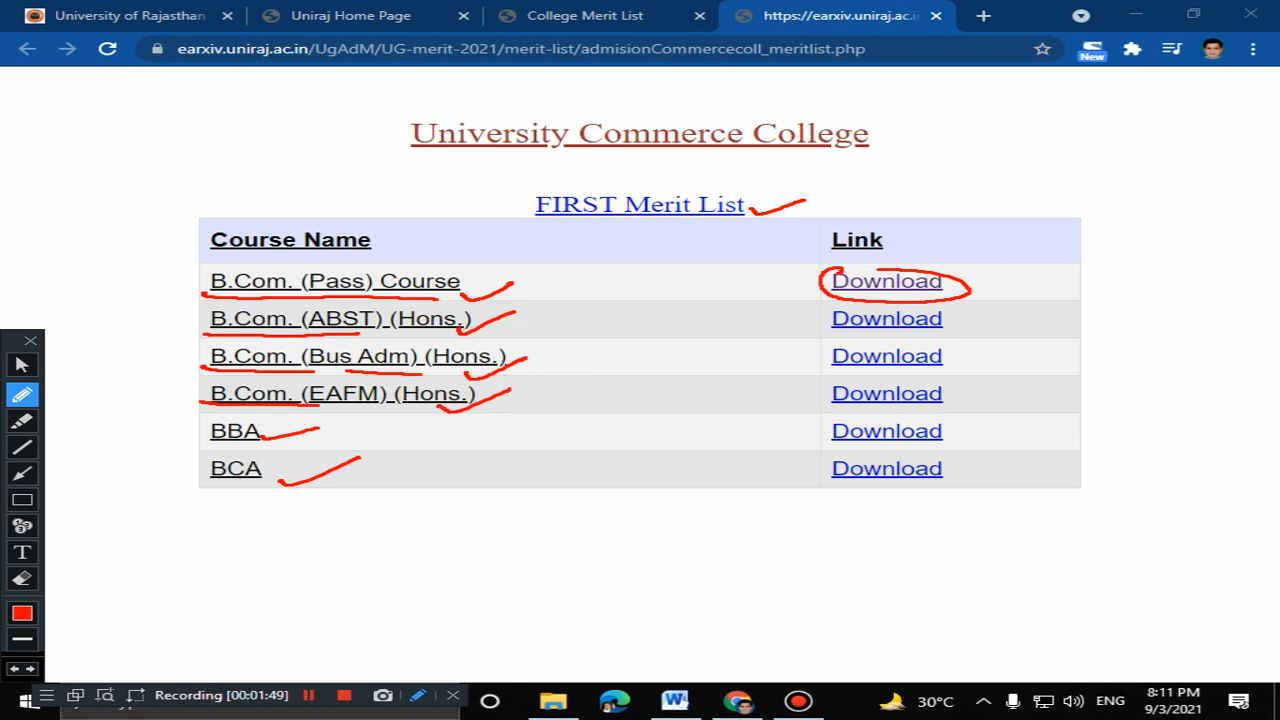 University of Rajasthan
Uniraj Home Page
College Merit List
https://earxiv.uniraj.ac.in
earxiv.uniraj.ac.in/UgAdM/UG-merit-2021/merit-list/admisionCommercecoll_meritlist.php
New
University Commerce College
FIRST Merit List
Course Name Link
B.Com. (Pass) Course Download
B.Com. (ABST) (Hons.) Download
B.Com. (Bus Adm) (Hons.) Download
B.Com. (EAFM) (Hons.) Download
BBA Download
BCA Download
T
Recording [00:01:49]
30°C
ENG
8:11 PM
9/3/2021